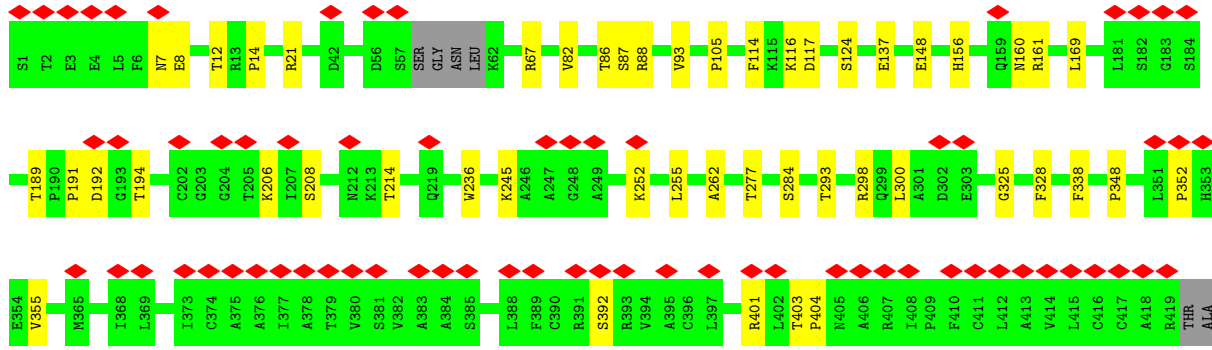 S1 T2 E3 E4 L5 F6 N7 E8 T12 R13 P14 R21 D42 D56 S57 SER GLY ASN LEU K62 R67 V82 T86 S87 R88 V93 P105 F114 K115 K116 D117 S124 E137 E148 H156 Q159 N160 R161 L169 L181 S182 G183 S184
T189 P190 P191 D192 G193 T194 C202 G203 G204 T205 K206 I207 S208 N212 K213 T214 Q219 W236 K245 A246 A247 G248 A249 K252 L255 A262 T277 S284 T293 R298 Q299 L300 A301 D302 E303 G325 F328 F338 P348 L351 P352 H353
E354 V355 M365 I368 L369 I373 C374 A375 A376 I377 A378 T379 V380 S381 V382 A383 A384 S385 L388 F389 C390 R391 S392 R393 V394 A395 C396 L397 R401 L402 T403 P404 N405 A406 R407 I408 P409 F410 C411 L412 A413 V414 L415 C416 C417 A418 R419 THR ALA